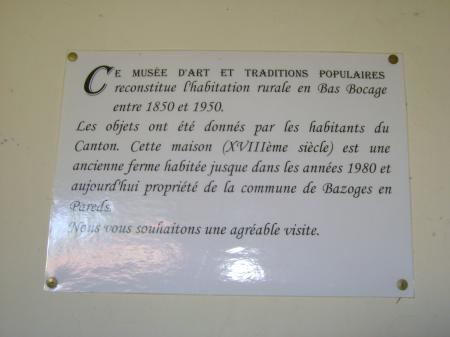 CE MUSÉE D'ART ET TRADITIONS POPULAIRES
reconstitue l'habitation rurale en Bas Bocage
entre 1850 et 1950.
Les objets ont été donnés par les habitants du
Canton. Cette maison (XVIIIème siècle) est une
ancienne ferme habitée jusque dans les années 1980 et
aujourd'hui propriété de la commune de Bazoges en
Pareds.
Nous vous souhaitons une agréable visite.